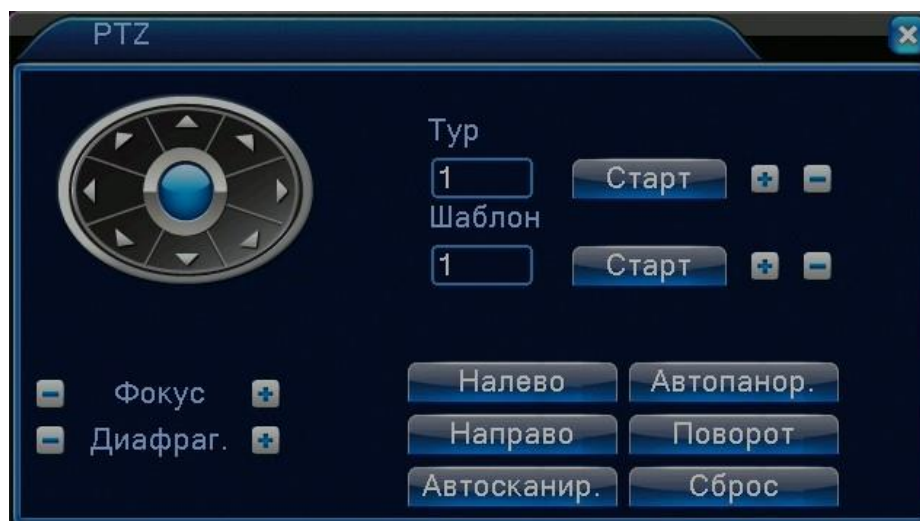 PTZ
Тур
1 Старт
Шаблон
1 Старт
Фокус
Диафраг.
Налево Автопанор.
Направо Поворот
Автосканир. Сброс